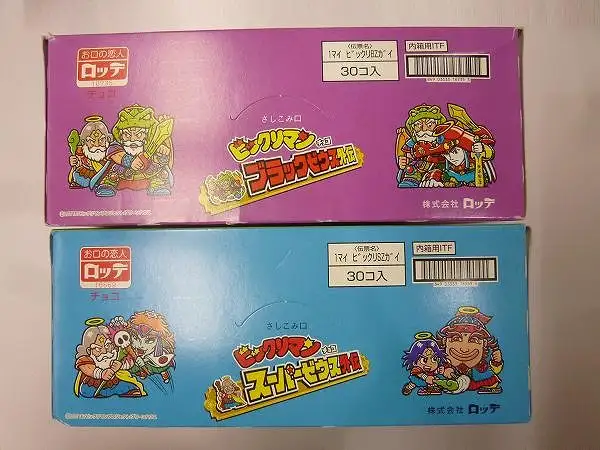 お口の恋人
ロッテ
チョコ
〈伝票名〉
1マイ ビックリBZガイ
30コ入
内箱用ITF
さしこみ口
ビックリマン
チョコ
ブラックゼウス外伝
株式会社 ロッテ
お口の恋人
ロッテ
チョコ
〈伝票名〉
1マイ ビックリSZガイ
30コ入
内箱用ITF
さしこみ口
ビックリマン
チョコ
スーパーゼウス外伝
株式会社 ロッテ